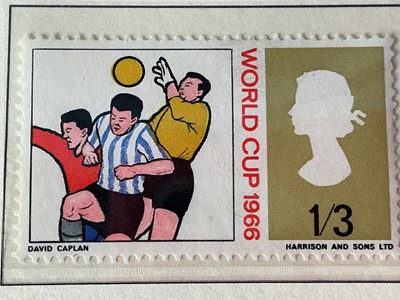 WORLD CUP 1966
1/3
DAVID CAPLAN
HARRISON AND SONS LTD